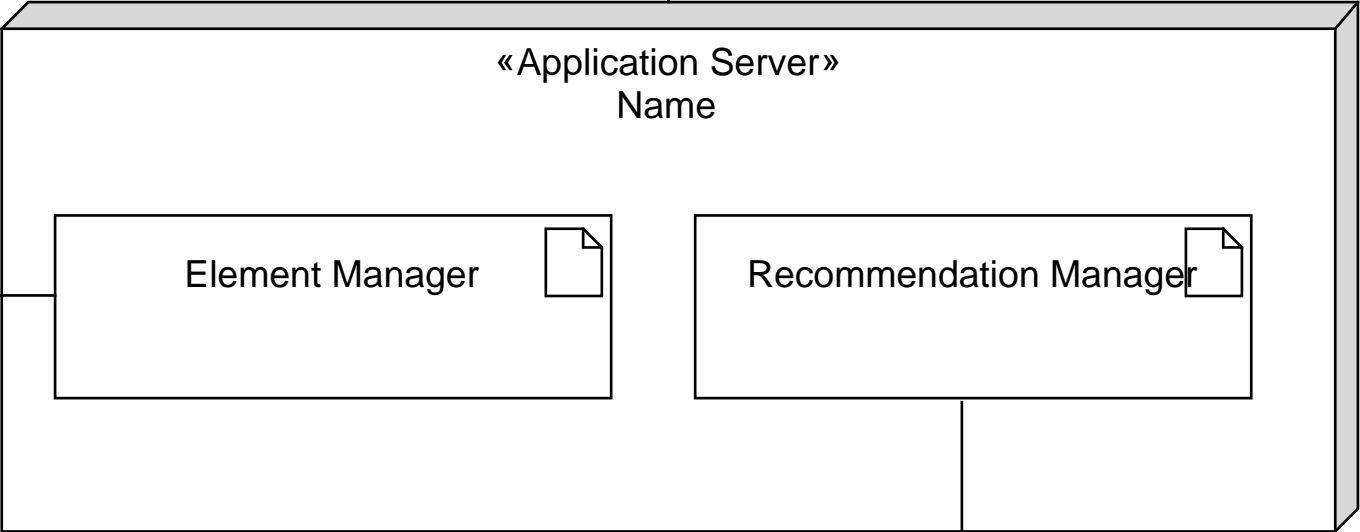 «Application Server»
Name
Element Manager
Recommendation Manager